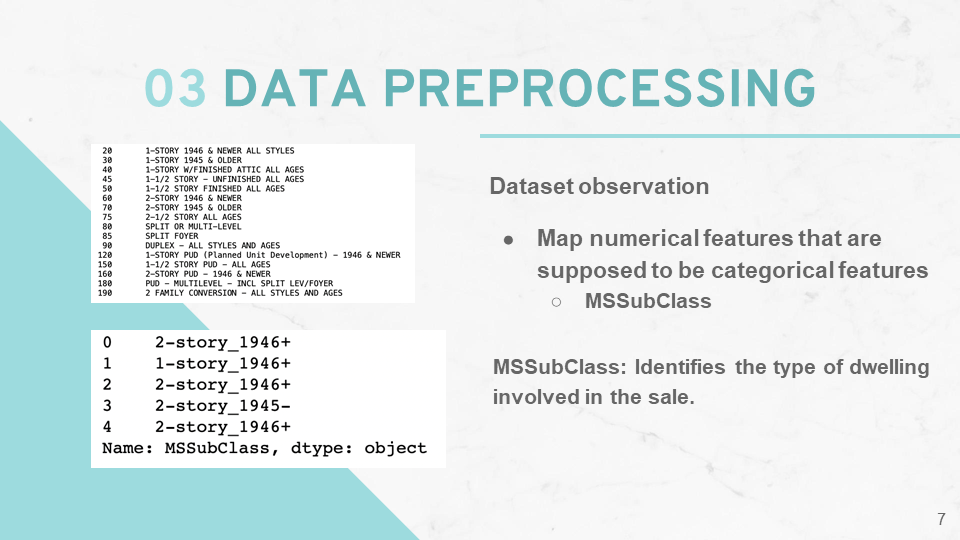 03 DATA PREPROCESSING
20 1-STORY 1946 & NEWER ALL STYLES
30 1-STORY 1945 & OLDER
40 1-STORY W/FINISHED ATTIC ALL AGES
45 1-1/2 STORY - UNFINISHED ALL AGES
50 1-1/2 STORY FINISHED ALL AGES
60 2-STORY 1946 & NEWER
70 2-STORY 1945 & OLDER
75 2-1/2 STORY ALL AGES
80 SPLIT OR MULTI-LEVEL
85 SPLIT FOYER
90 DUPLEX - ALL STYLES AND AGES
120 1-STORY PUD (Planned Unit Development) - 1946 & NEWER
150 1-1/2 STORY PUD - ALL AGES
160 2-STORY PUD - 1946 & NEWER
180 PUD - MULTILEVEL - INCL SPLIT LEV/FOYER
190 2 FAMILY CONVERSION - ALL STYLES AND AGES
0 2-story_1946+
1 1-story_1946+
2 2-story_1946+
3 2-story_1945-
4 2-story_1946+
Name: MSSubClass, dtype: object
Dataset observation
● Map numerical features that are
supposed to be categorical features
○ MSSubClass
MSSubClass: Identifies the type of dwelling
involved in the sale.
7